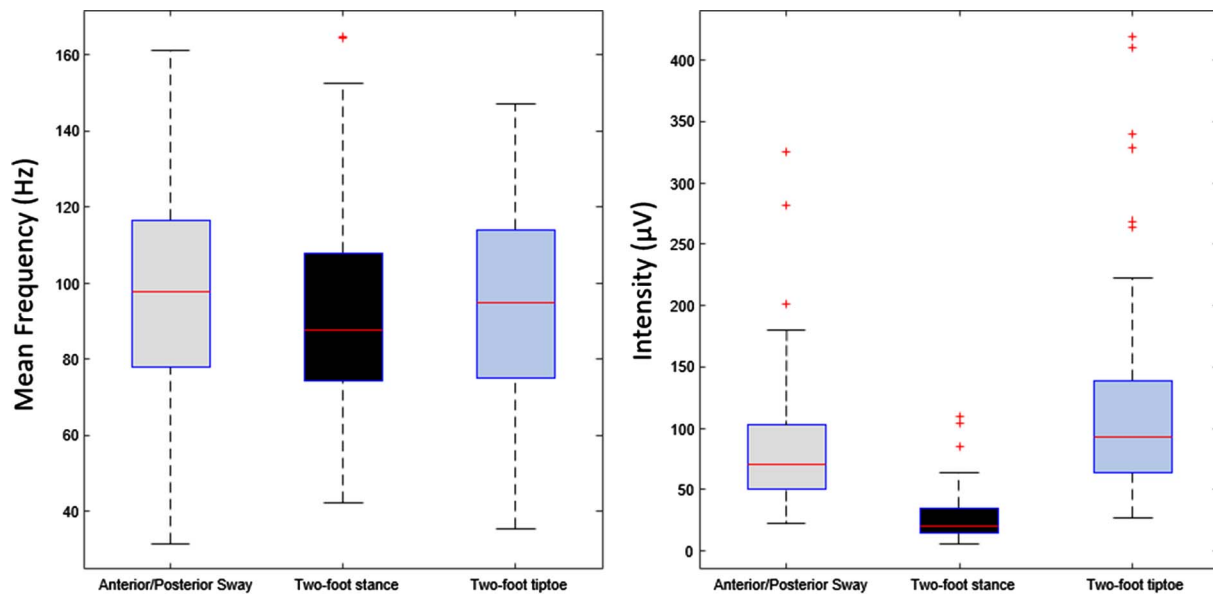 Mean Frequency (Hz)
160
140
120
100
80
60
40
Anterior/Posterior Sway
Two-foot stance
Two-foot tiptoe
Intensity (µV)
400
350
300
250
200
150
100
50
0
Anterior/Posterior Sway
Two-foot stance
Two-foot tiptoe